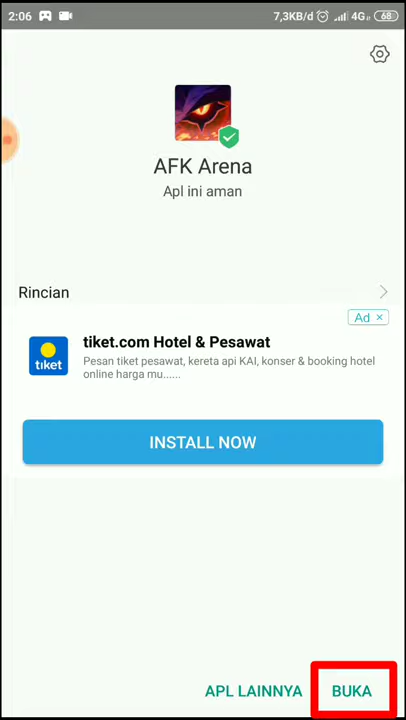 2:06
7,3KB/d
4G
68
AFK Arena
Apl ini aman
Rincian
Ad ×
tiket
tiket.com Hotel & Pesawat
Pesan tiket pesawat, kereta api KAI, konser & booking hotel
online harga mu......
INSTALL NOW
APL LAINNYA
BUKA